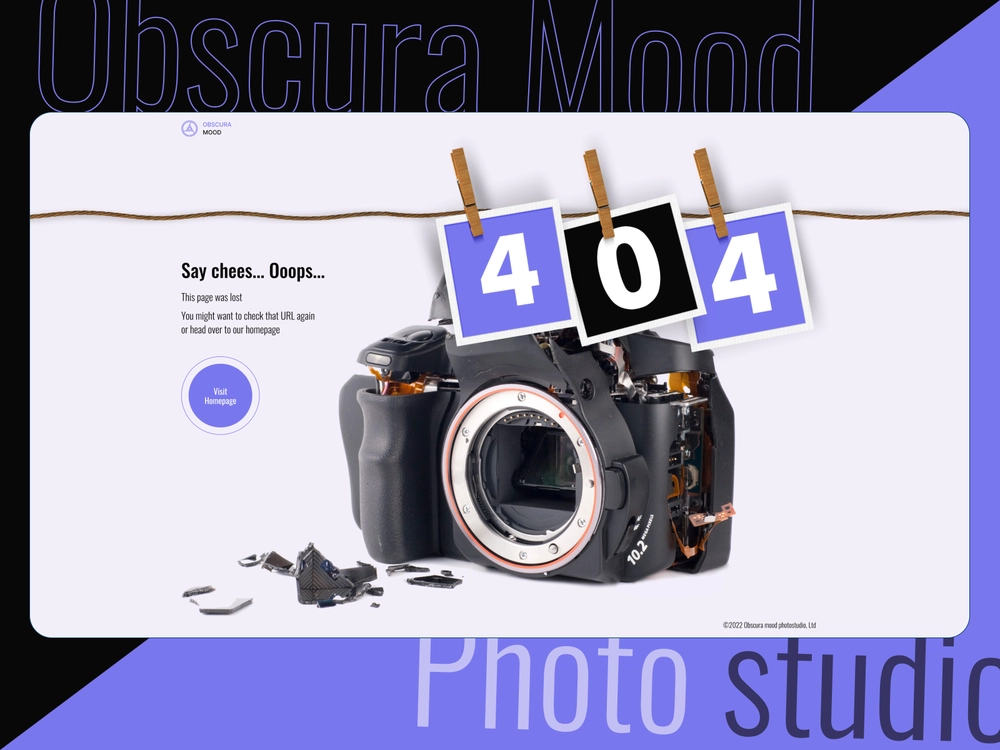 Obscura Mood
OBSCURA
MOOD
4 0 4
Say chees... Ooops...
This page was lost
You might want to check that URL again
or head over to our homepage
Visit
Homepage
10.2 MEGA PIXELS
©2022 Obscura mood photostudio, Ltd
Photo studio